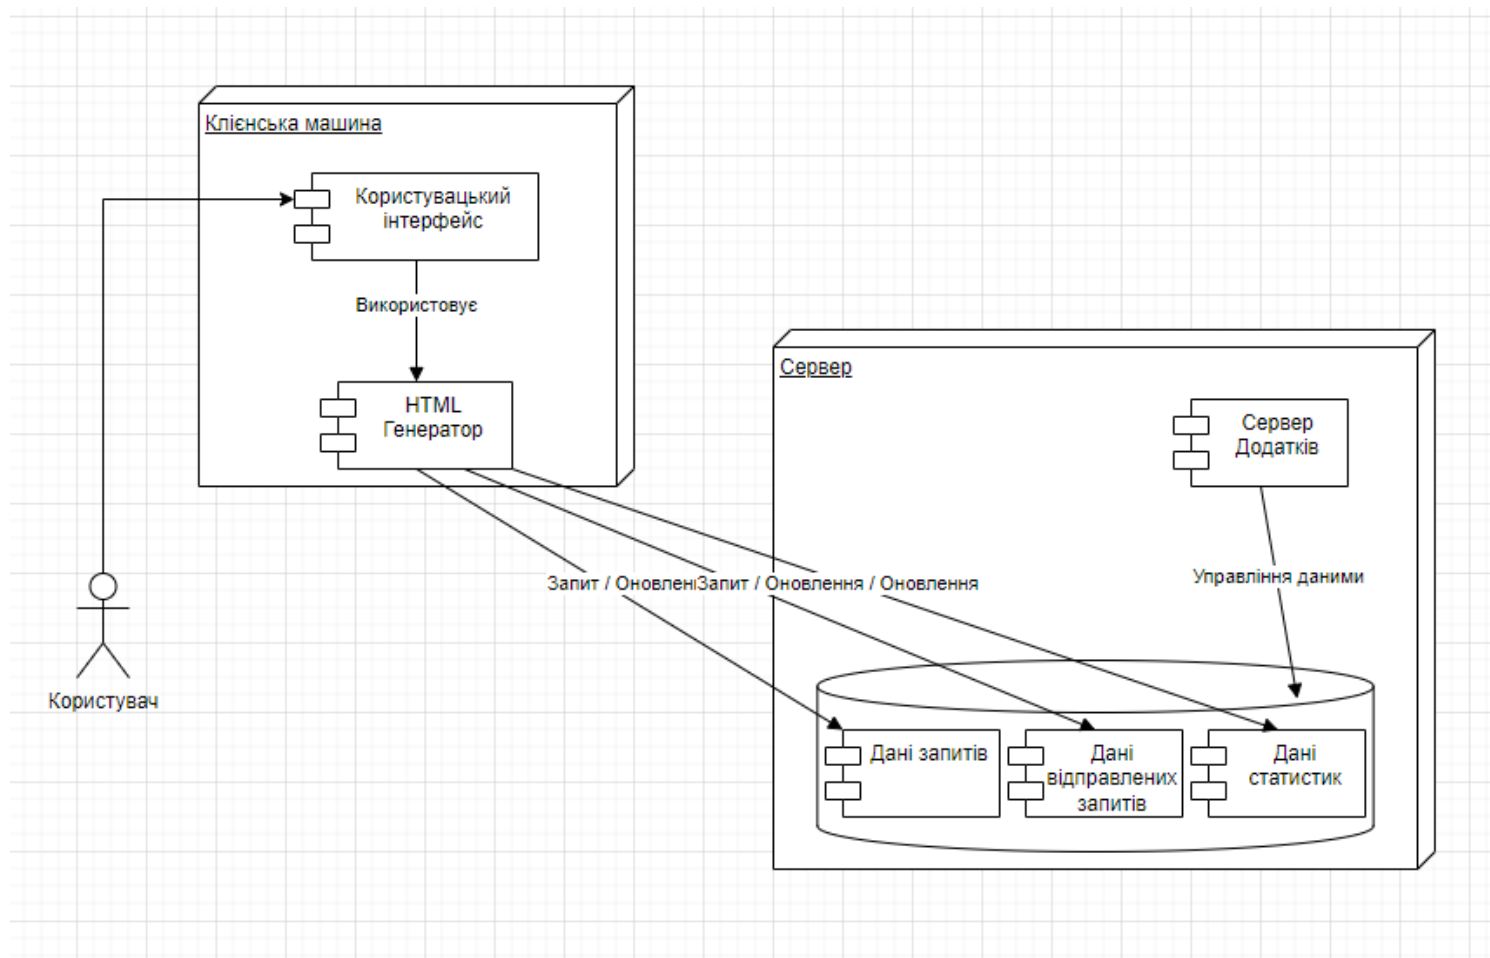 Клієнська машина
Користувацький
інтерфейс
Використовує
HTML
Генератор
Користувач
Сервер
Сервер
Додатків
Запит / ОновленЗапит / Оновлення / Оновлення
Управління даними
Дані запитів
Дані
відправлених
запитів
Дані
статистик